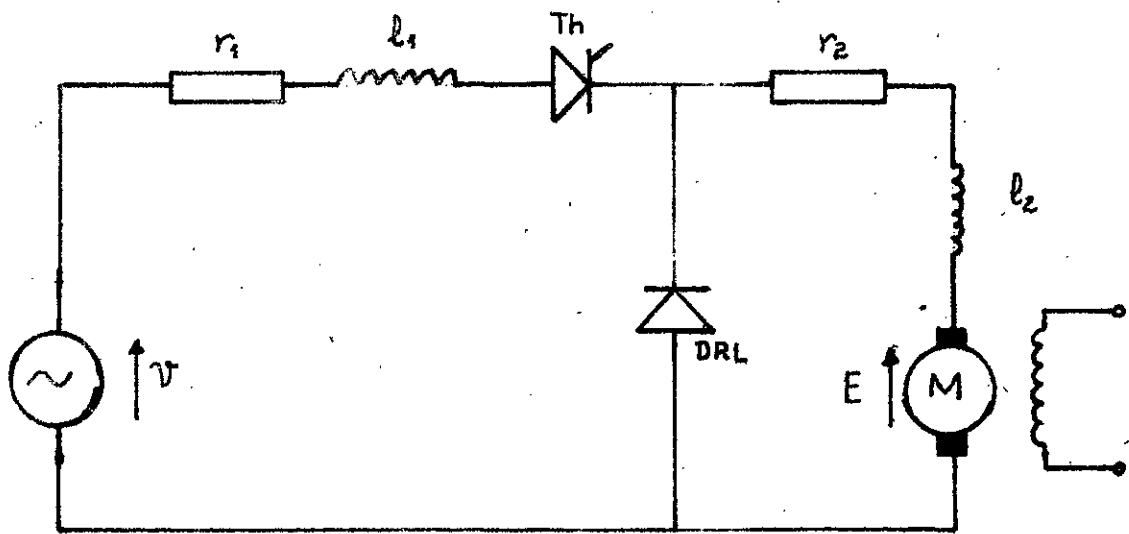 r₁
ℓ₁
Th
r₂
ℓ₂
DRL
v
E
M